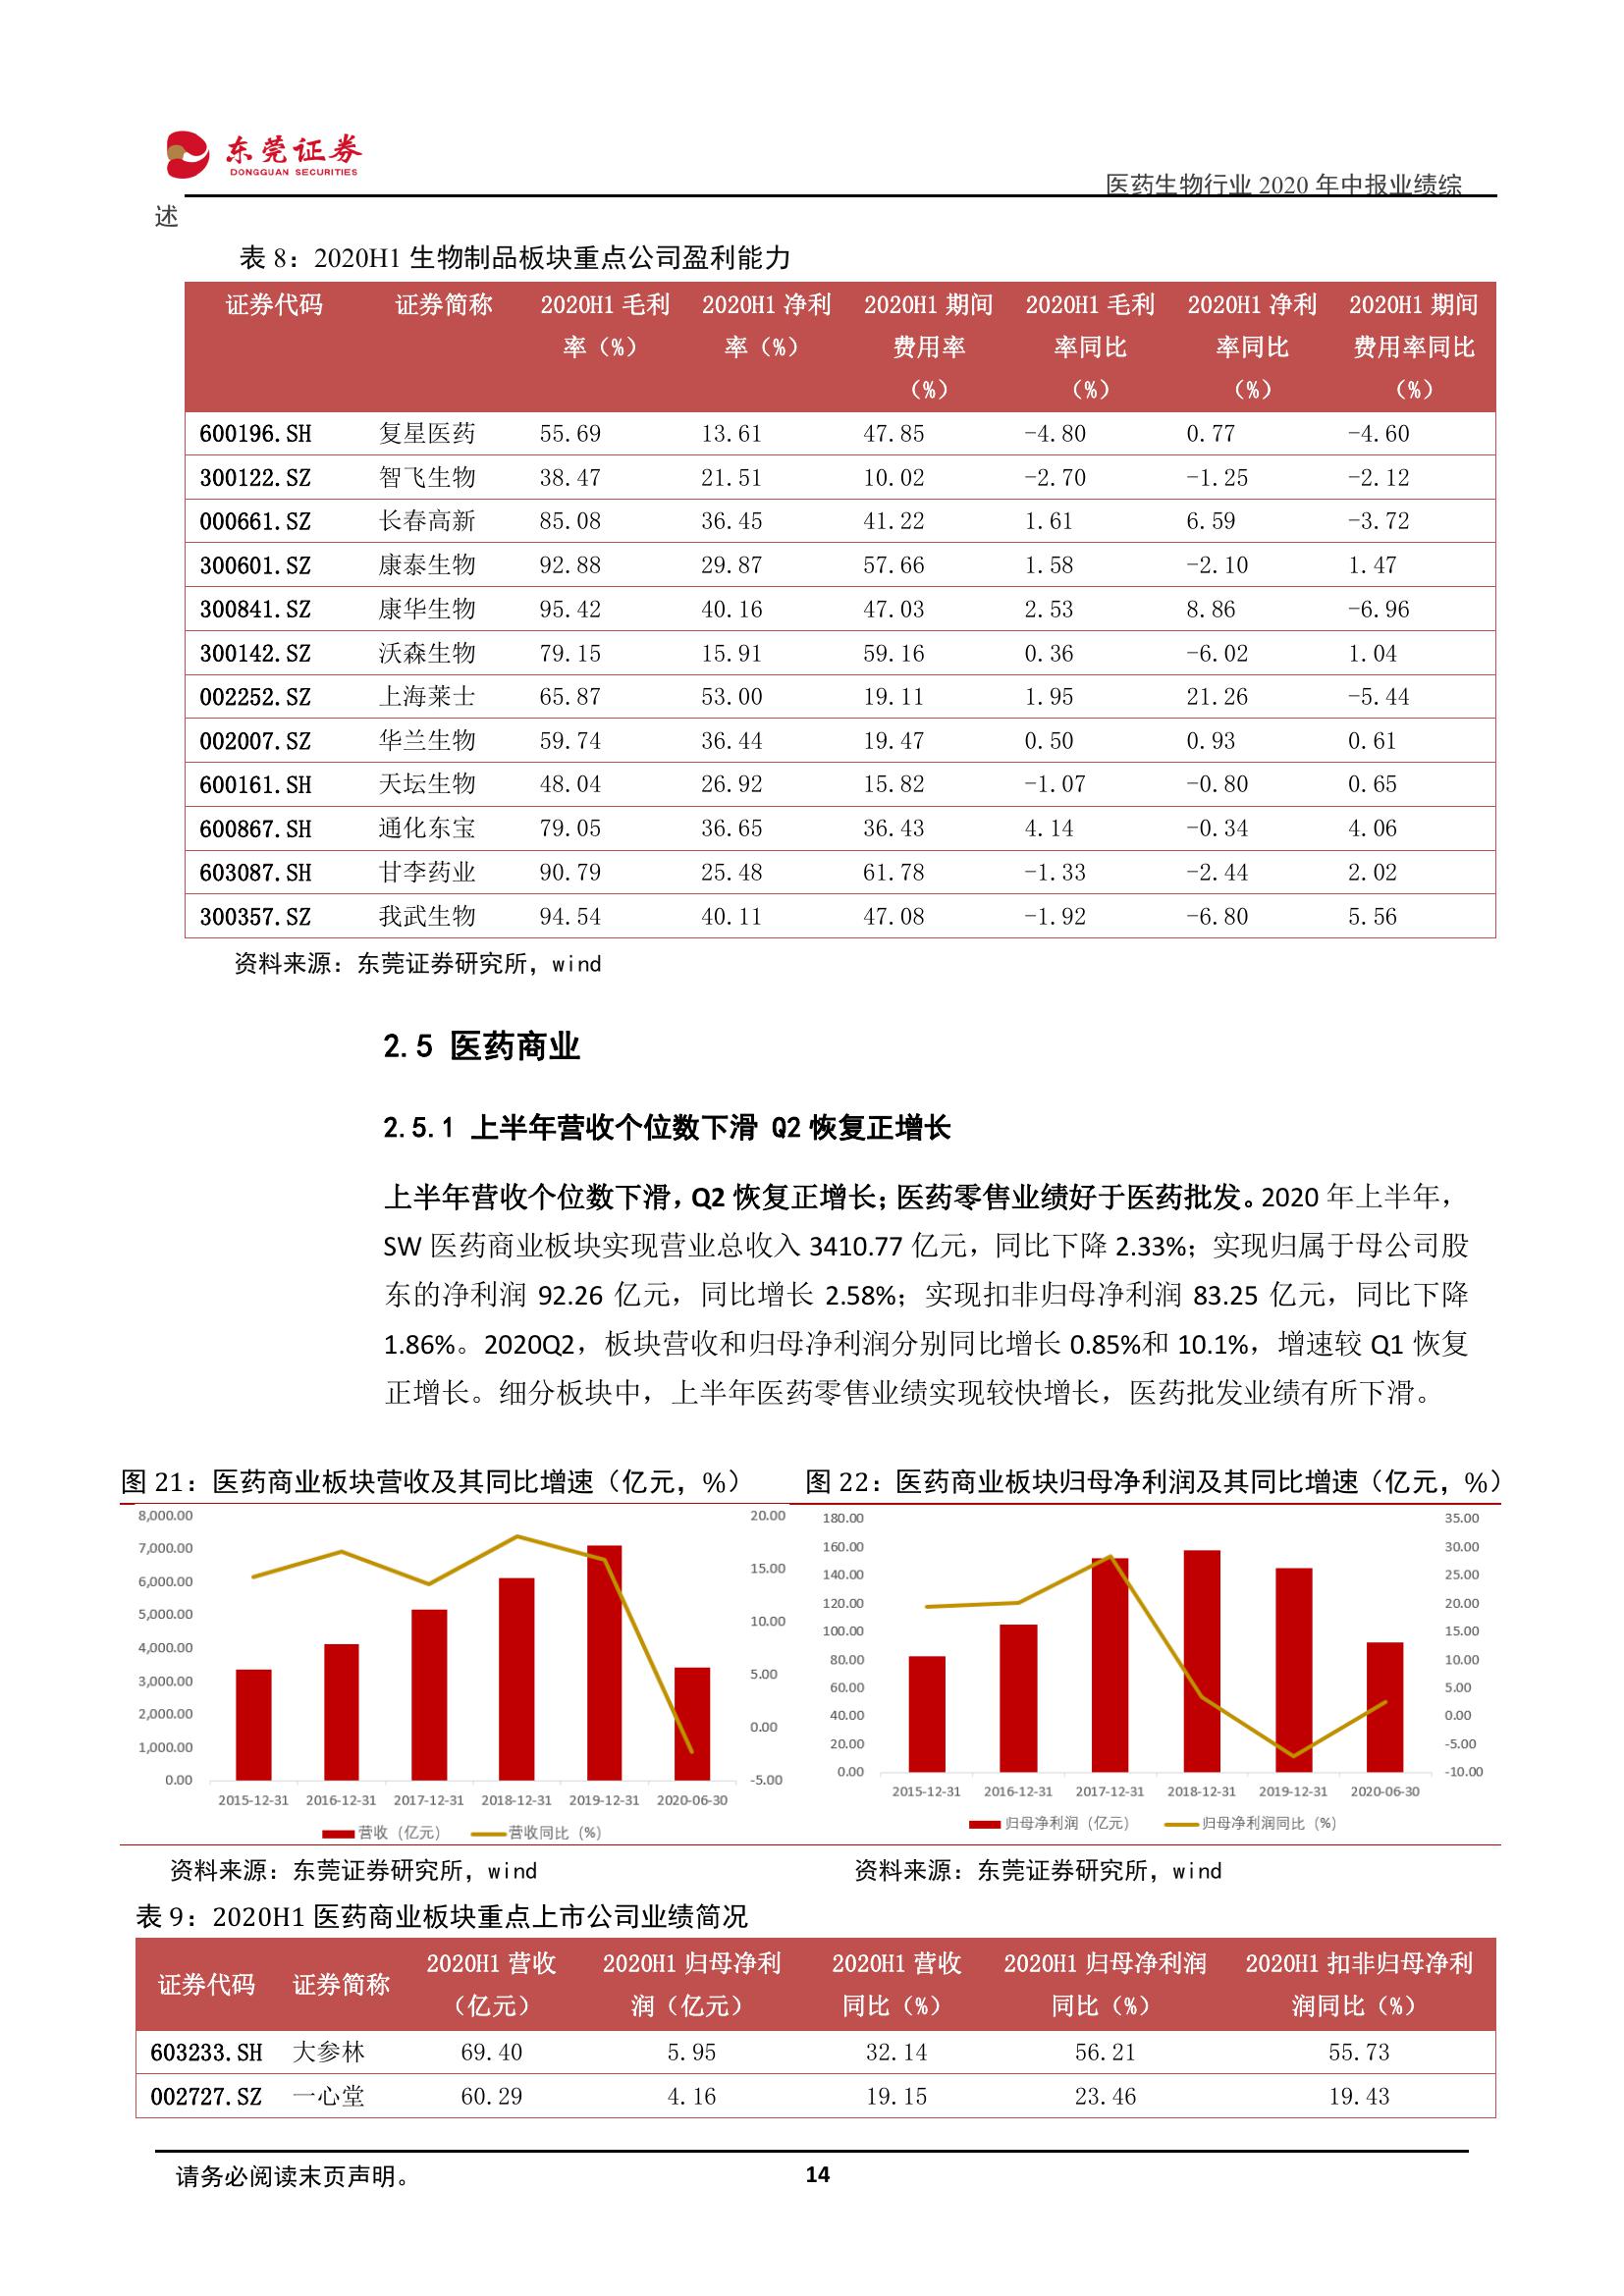 东莞证券
DONGGUAN SECURITIES
医药生物行业 2020 年中报业绩综
述
表 8：2020H1 生物制品板块重点公司盈利能力
证券代码 证券简称 2020H1 毛利率（%） 2020H1 净利率（%） 2020H1 期间费用率（%） 2020H1 毛利率同比（%） 2020H1 净利率同比（%） 2020H1 期间费用率同比（%）
600196.SH 复星医药 55.69 13.61 47.85 -4.80 0.77 -4.60
300122.SZ 智飞生物 38.47 21.51 10.02 -2.70 -1.25 -2.12
000661.SZ 长春高新 85.08 36.45 41.22 1.61 6.59 -3.72
300601.SZ 康泰生物 92.88 29.87 57.66 1.58 -2.10 1.47
300841.SZ 康华生物 95.42 40.16 47.03 2.53 8.86 -6.96
300142.SZ 沃森生物 79.15 15.91 59.16 0.36 -6.02 1.04
002252.SZ 上海莱士 65.87 53.00 19.11 1.95 21.26 -5.44
002007.SZ 华兰生物 59.74 36.44 19.47 0.50 0.93 0.61
600161.SH 天坛生物 48.04 26.92 15.82 -1.07 -0.80 0.65
600867.SH 通化东宝 79.05 36.65 36.43 4.14 -0.34 4.06
603087.SH 甘李药业 90.79 25.48 61.78 -1.33 -2.44 2.02
300357.SZ 我武生物 94.54 40.11 47.08 -1.92 -6.80 5.56
资料来源：东莞证券研究所，wind
2.5 医药商业
2.5.1 上半年营收个位数下滑 Q2 恢复正增长
上半年营收个位数下滑，Q2 恢复正增长；医药零售业绩好于医药批发。2020 年上半年，
SW 医药商业板块实现营业总收入 3410.77 亿元，同比下降 2.33%；实现归属于母公司股
东的净利润 92.26 亿元，同比增长 2.58%；实现扣非归母净利润 83.25 亿元，同比下降
1.86%。2020Q2，板块营收和归母净利润分别同比增长 0.85%和 10.1%，增速较 Q1 恢复
正增长。细分板块中，上半年医药零售业绩实现较快增长，医药批发业绩有所下滑。
图 21：医药商业板块营收及其同比增速（亿元，%）
8,000.00
7,000.00
6,000.00
5,000.00
4,000.00
3,000.00
2,000.00
1,000.00
0.00
20.00
15.00
10.00
5.00
0.00
-5.00
2015-12-31 2016-12-31 2017-12-31 2018-12-31 2019-12-31 2020-06-30
营收（亿元） 营收同比（%）
资料来源：东莞证券研究所，wind
图 22：医药商业板块归母净利润及其同比增速（亿元，%）
180.00
160.00
140.00
120.00
100.00
80.00
60.00
40.00
20.00
0.00
35.00
30.00
25.00
20.00
15.00
10.00
5.00
0.00
-5.00
-10.00
2015-12-31 2016-12-31 2017-12-31 2018-12-31 2019-12-31 2020-06-30
归母净利润（亿元） 归母净利润同比（%）
资料来源：东莞证券研究所，wind
表 9：2020H1 医药商业板块重点上市公司业绩简况
证券代码 证券简称 2020H1 营收（亿元） 2020H1 归母净利润（亿元） 2020H1 营收同比（%） 2020H1 归母净利润同比（%） 2020H1 扣非归母净利润同比（%）
603233.SH 大参林 69.40 5.95 32.14 56.21 55.73
002727.SZ 一心堂 60.29 4.16 19.15 23.46 19.43
请务必阅读末页声明。
14